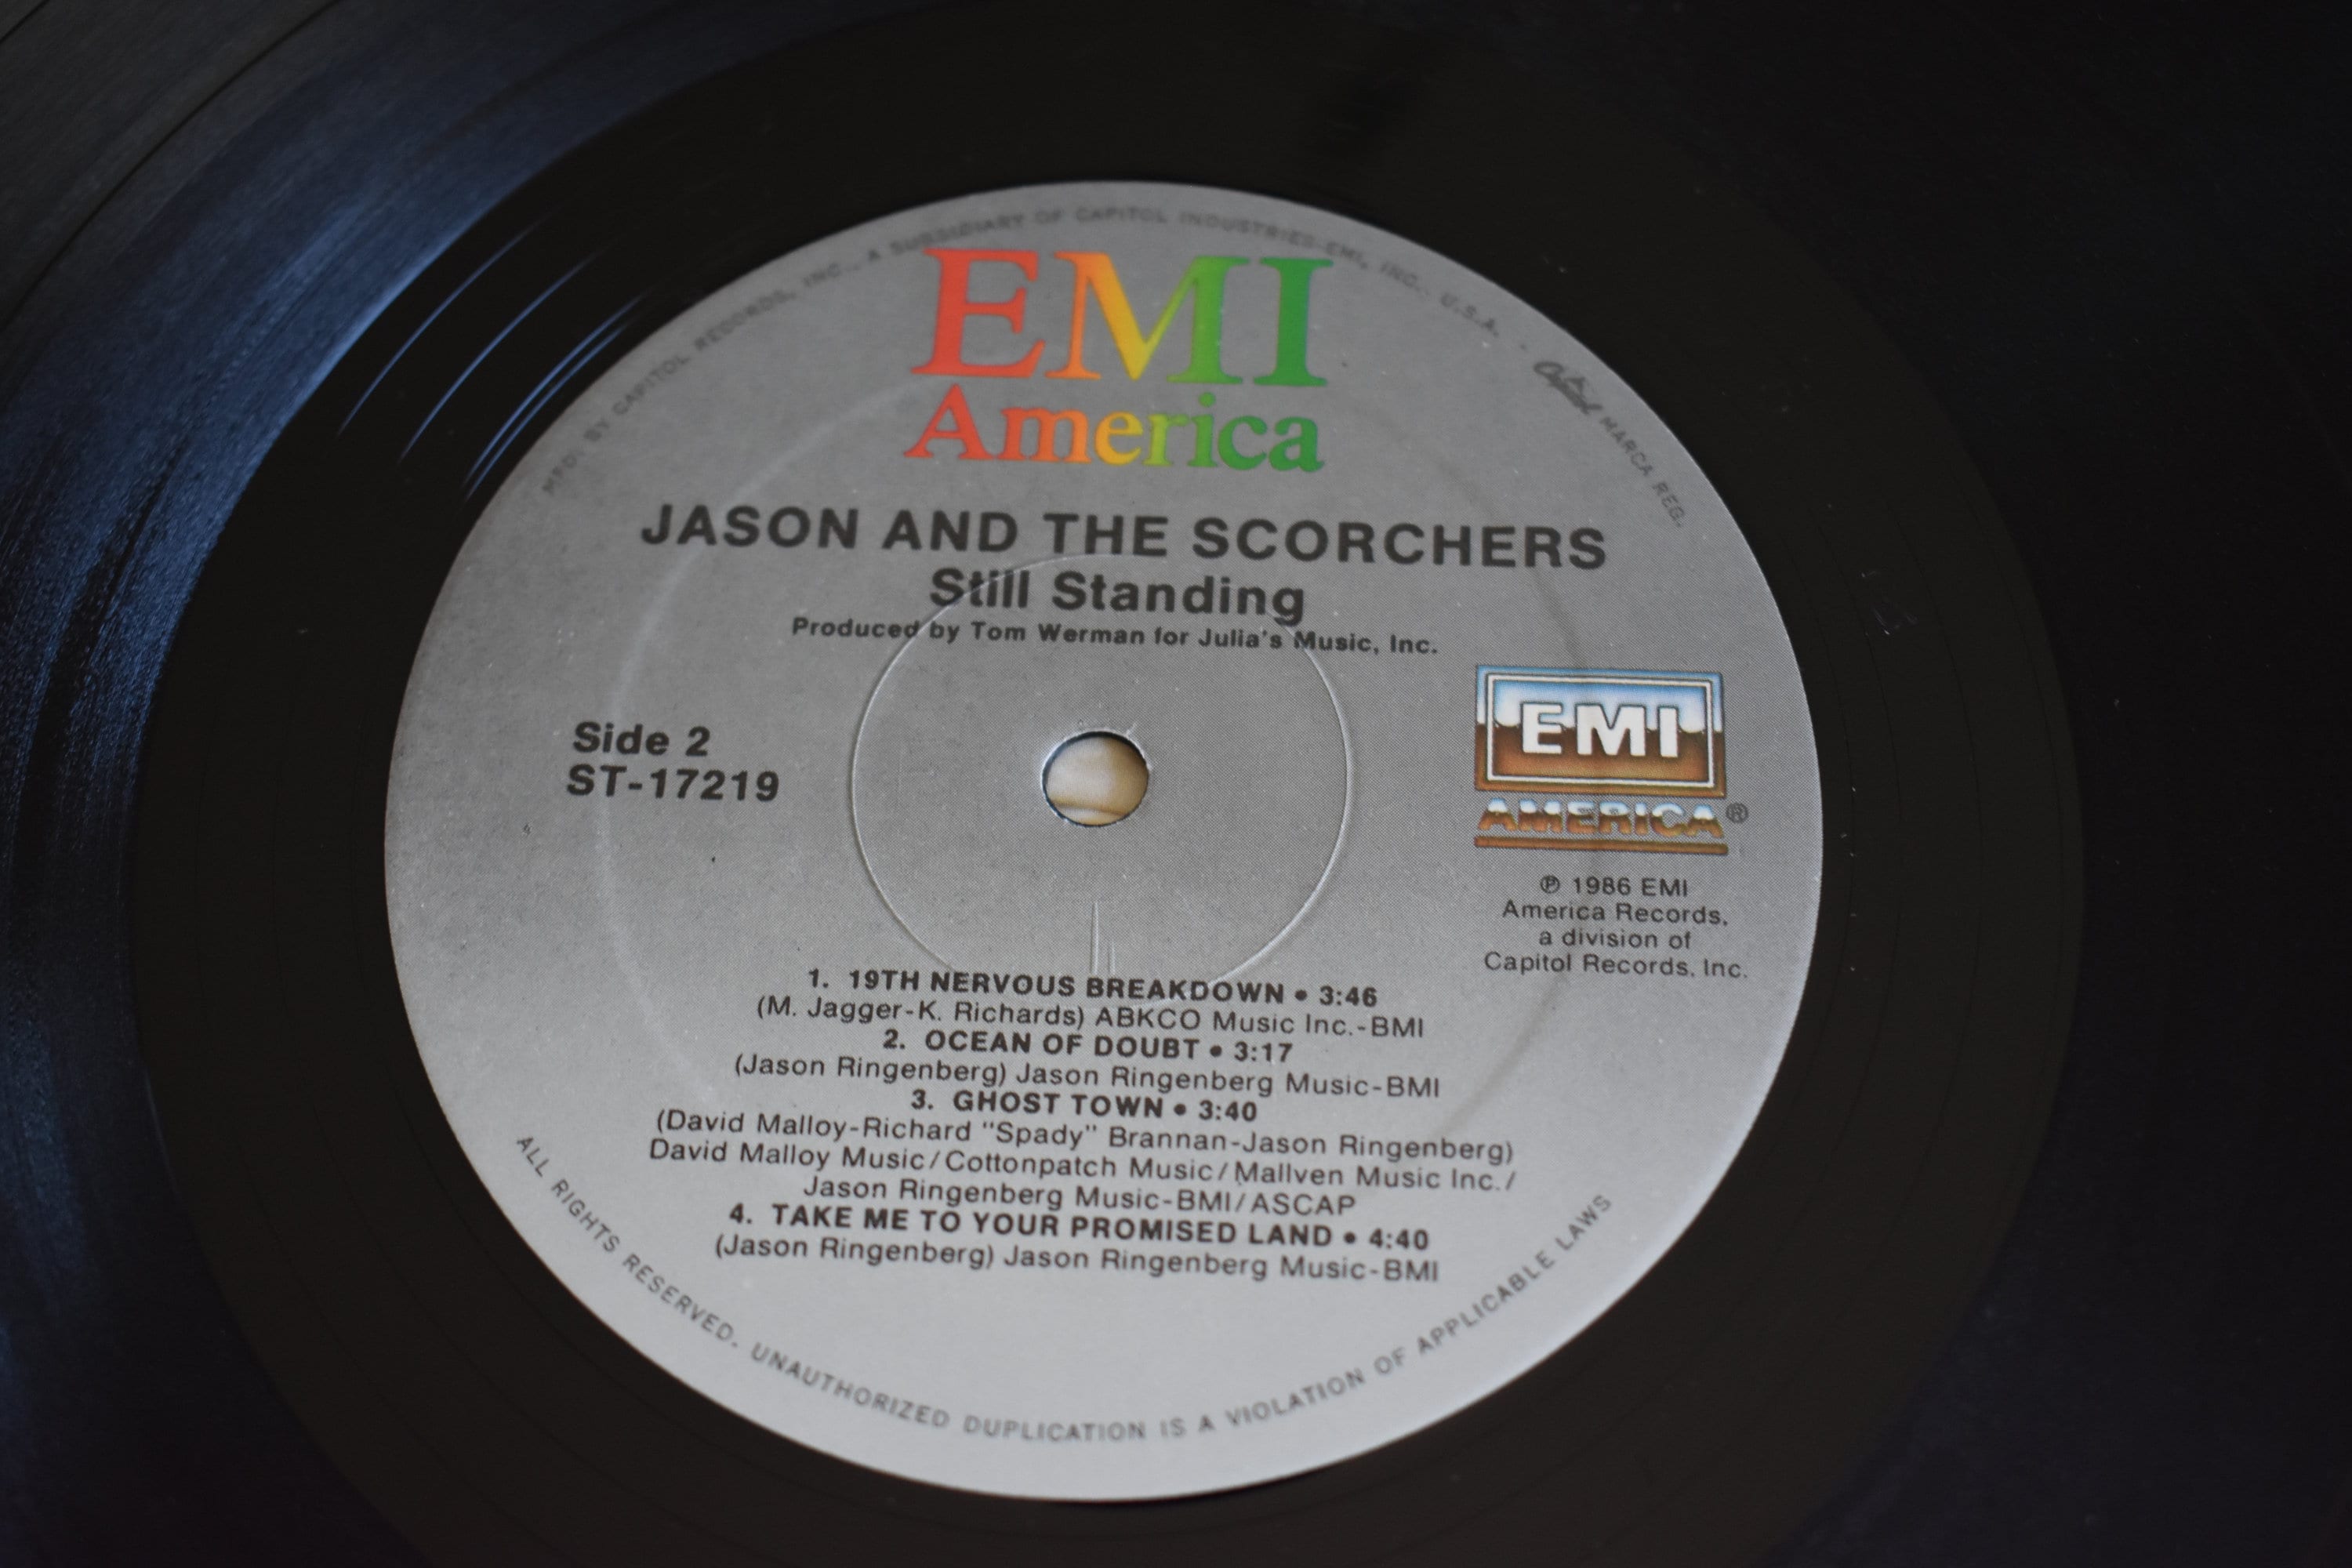 MFD. BY CAPITOL RECORDS, INC., A SUBSIDIARY OF CAPITOL INDUSTRIES-EMI, INC., U.S.A. · Capitol MARCA REG.
EMI
America
JASON AND THE SCORCHERS
Still Standing
Produced by Tom Werman for Julia's Music, Inc.
Side 2
ST-17219
EMI
AMERICA®
℗ 1986 EMI
America Records,
a division of
Capitol Records, Inc.
1. 19TH NERVOUS BREAKDOWN • 3:46
(M. Jagger-K. Richards) ABKCO Music Inc.-BMI
2. OCEAN OF DOUBT • 3:17
(Jason Ringenberg) Jason Ringenberg Music-BMI
3. GHOST TOWN • 3:40
(David Malloy-Richard "Spady" Brannan-Jason Ringenberg)
David Malloy Music/Cottonpatch Music/Mallven Music Inc./
Jason Ringenberg Music-BMI/ASCAP
4. TAKE ME TO YOUR PROMISED LAND • 4:40
(Jason Ringenberg) Jason Ringenberg Music-BMI
ALL RIGHTS RESERVED. UNAUTHORIZED DUPLICATION IS A VIOLATION OF APPLICABLE LAWS